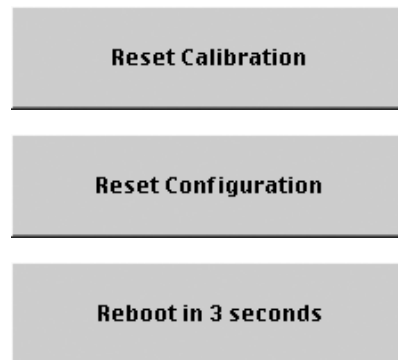 Reset Calibration
Reset Configuration
Reboot in 3 seconds